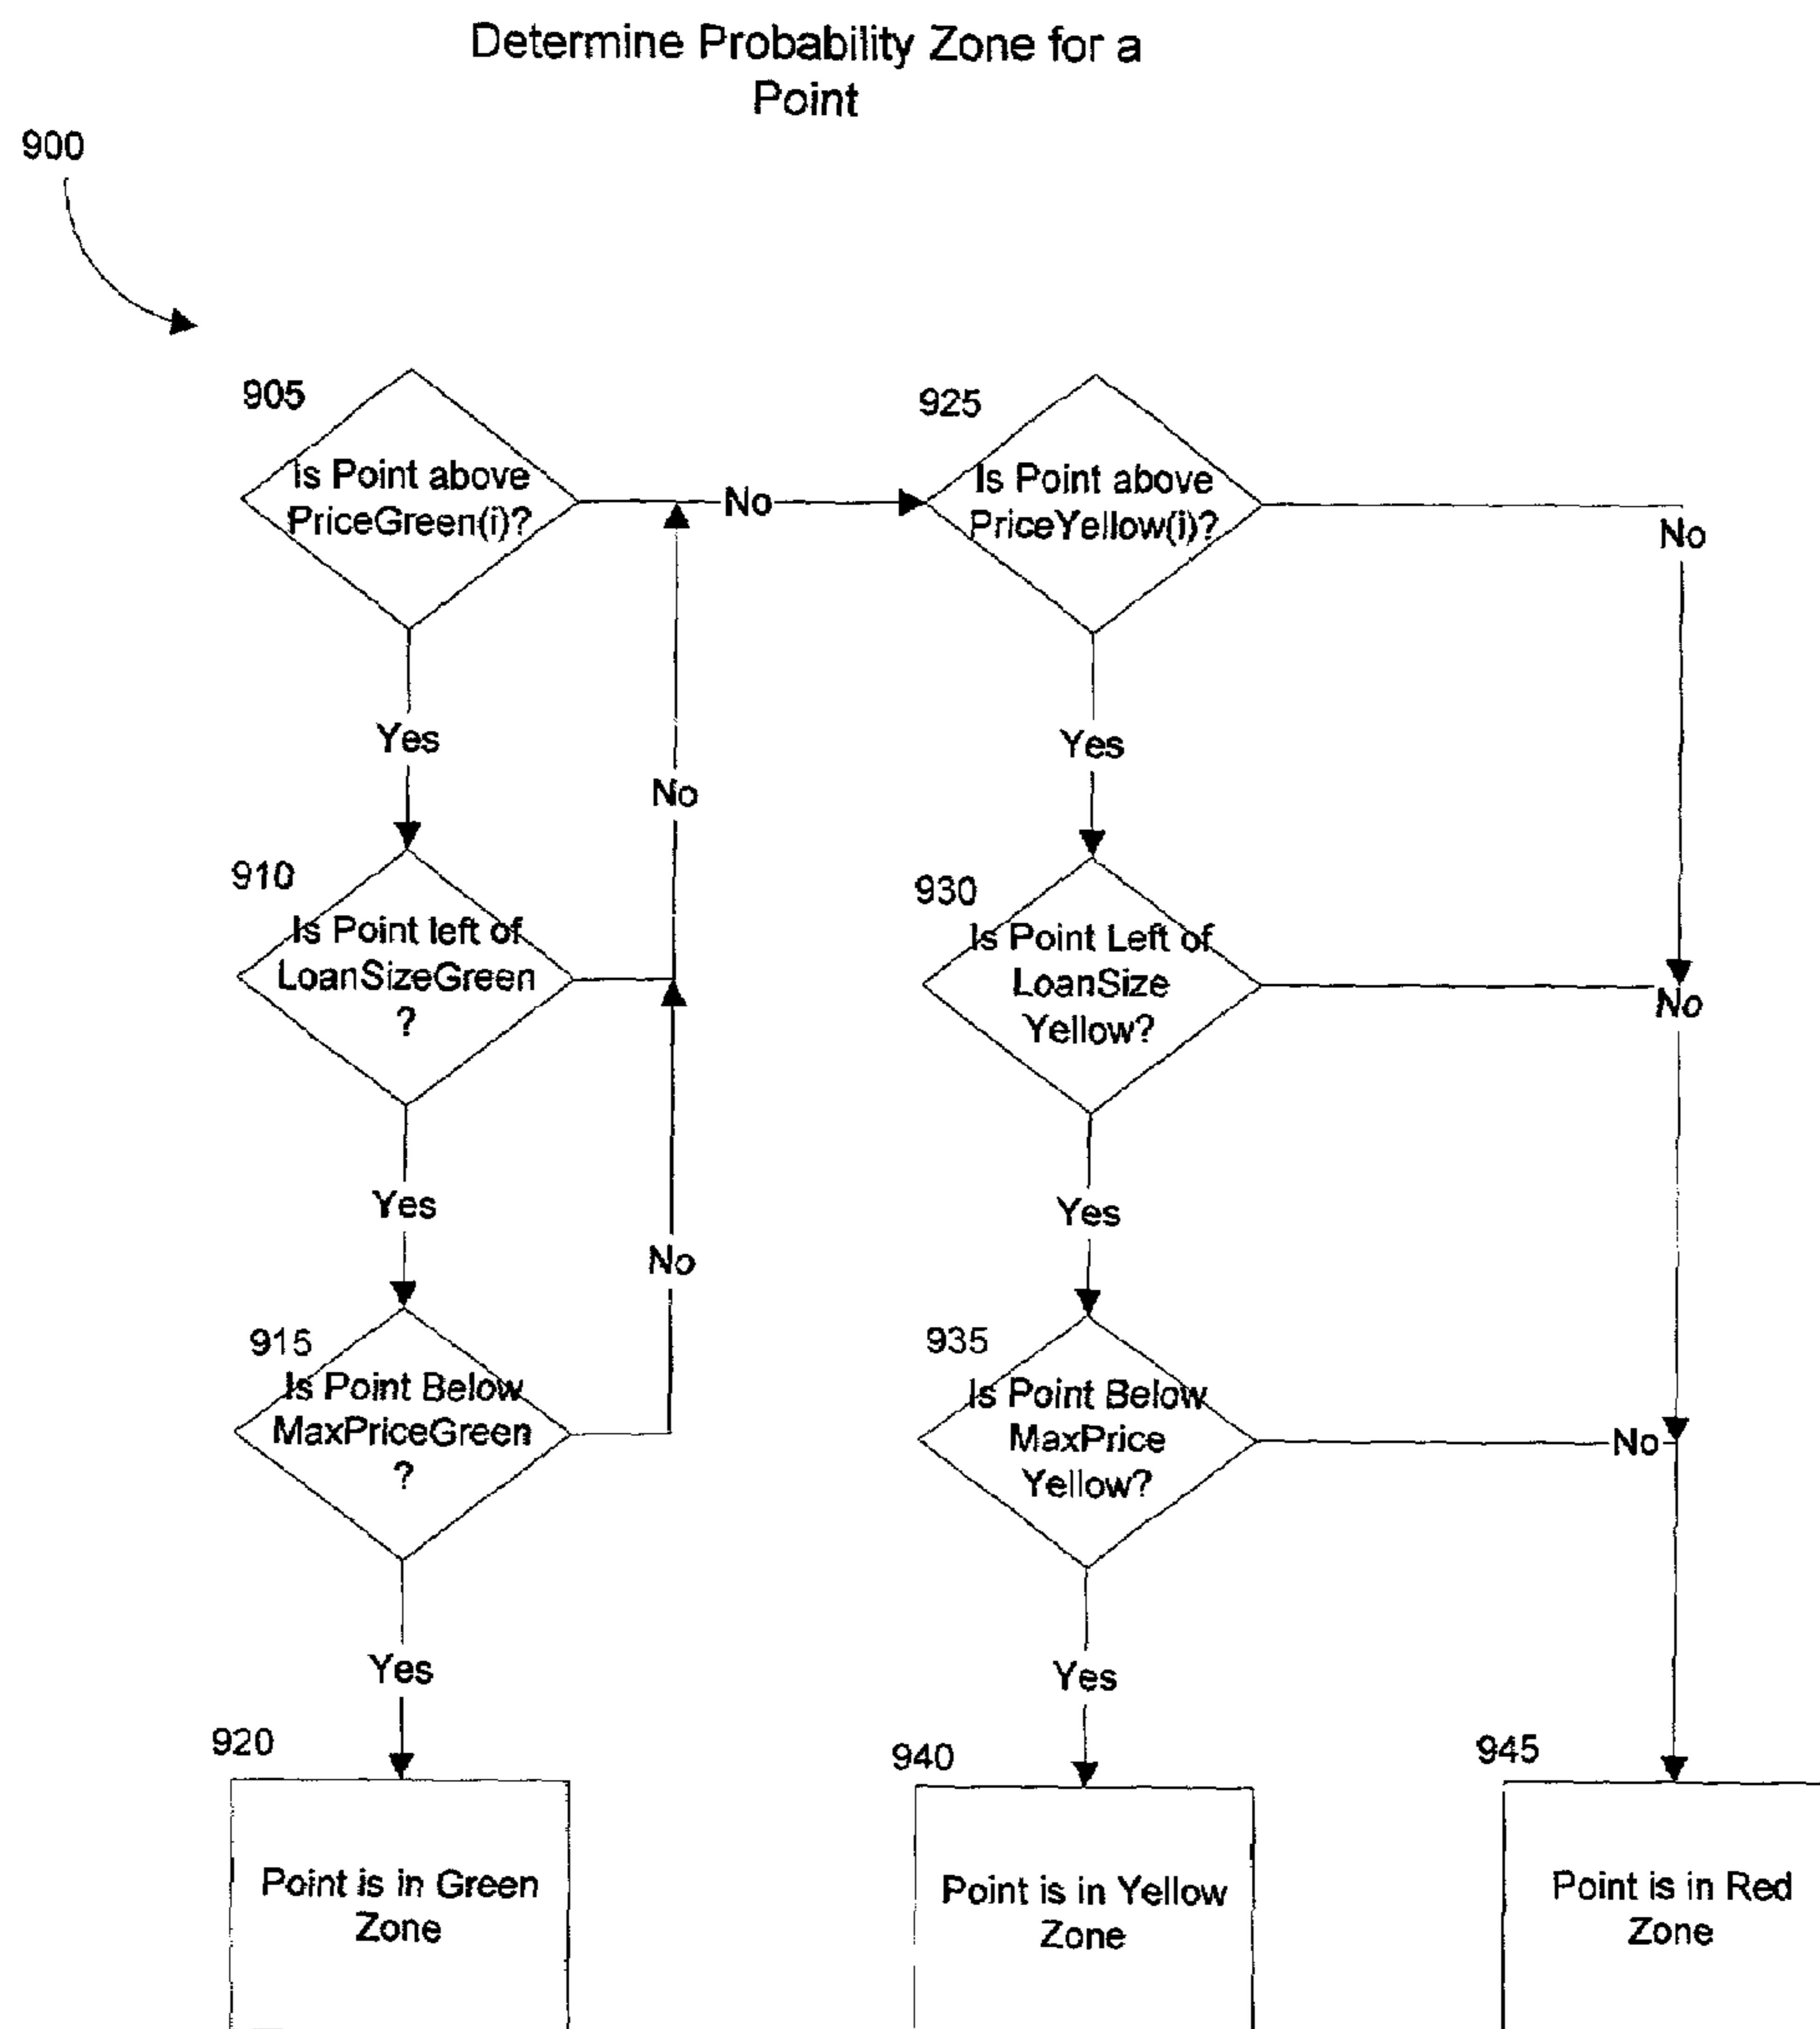 Determine Probability Zone for a
Point
900
905
Is Point above
PriceGreen(i)?
No
925
Is Point above
PriceYellow(i)?
No
Yes
Yes
No
910
Is Point left of
LoanSizeGreen
?
930
Is Point Left of
LoanSize
Yellow?
No
Yes
Yes
No
915
Is Point Below
MaxPriceGreen
?
935
Is Point Below
MaxPrice
Yellow?
No
Yes
Yes
920
Point is in Green
Zone
940
Point is in Yellow
Zone
945
Point is in Red
Zone